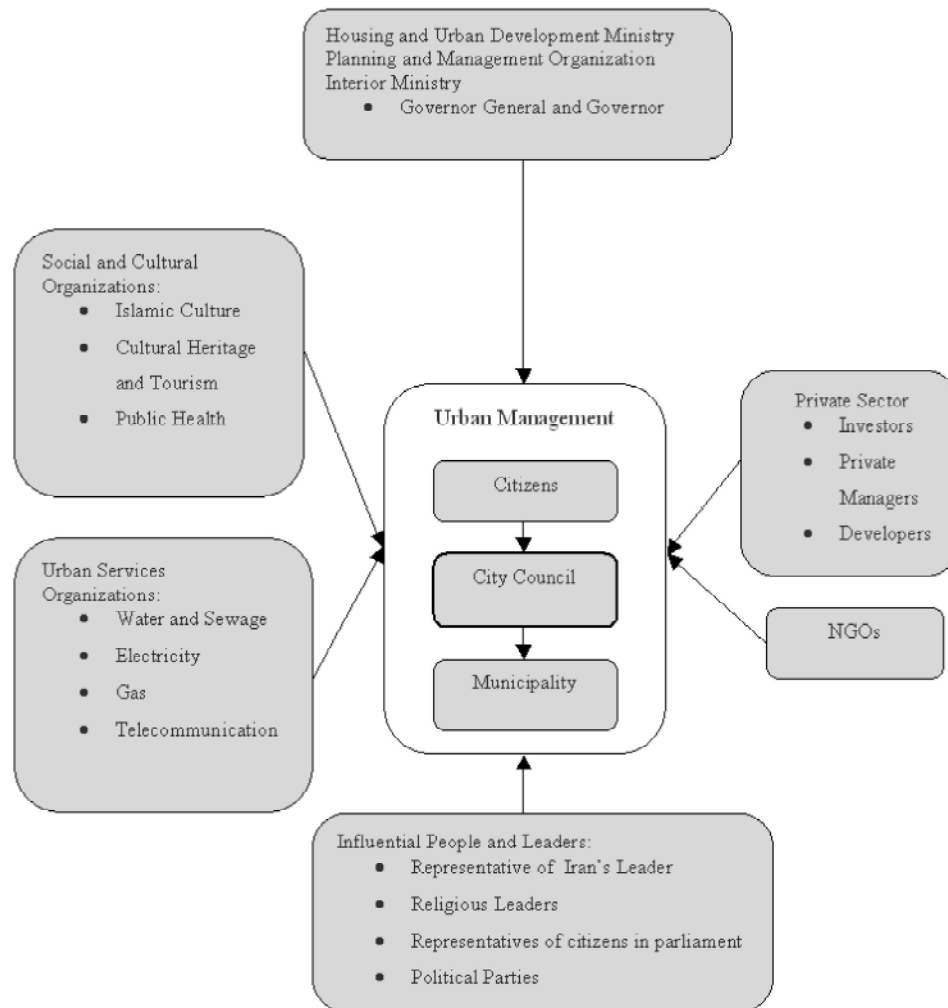 Housing and Urban Development Ministry
Planning and Management Organization
Interior Ministry
• Governor General and Governor
Social and Cultural
Organizations:
• Islamic Culture
• Cultural Heritage
and Tourism
• Public Health
Urban Management
Citizens
City Council
Municipality
Private Sector
• Investors
• Private
Managers
• Developers
Urban Services
Organizations:
• Water and Sewage
• Electricity
• Gas
• Telecommunication
NGOs
Influential People and Leaders:
• Representative of Iran's Leader
• Religious Leaders
• Representatives of citizens in parliament
• Political Parties